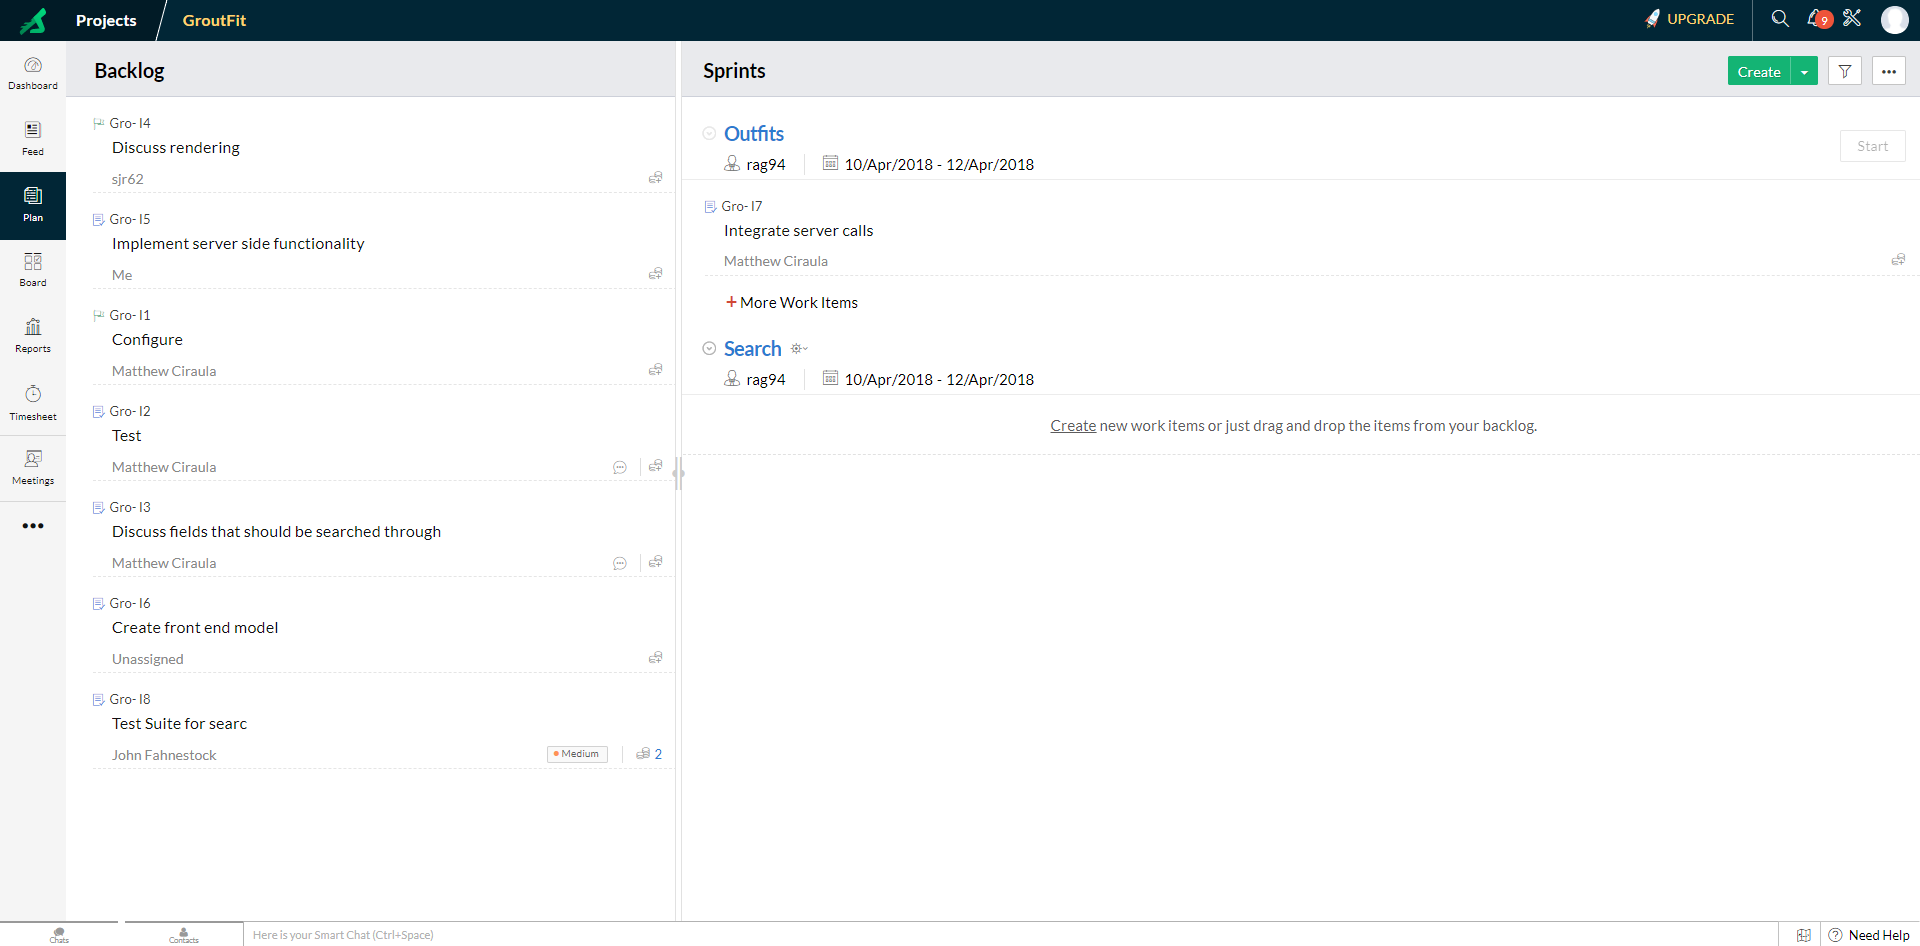 Projects
GroutFit
UPGRADE
9
Dashboard
Feed
Plan
Board
Reports
Timesheet
Meetings
Backlog
Gro- I4
Discuss rendering
sjr62
Gro- I5
Implement server side functionality
Me
Gro- I1
Configure
Matthew Ciraula
Gro- I2
Test
Matthew Ciraula
Gro- I3
Discuss fields that should be searched through
Matthew Ciraula
Gro- I6
Create front end model
Unassigned
Gro- I8
Test Suite for searc
John Fahnestock
Medium
2
Sprints
Create
Outfits
Start
rag94
10/Apr/2018 - 12/Apr/2018
Gro- I7
Integrate server calls
Matthew Ciraula
+ More Work Items
Search
rag94
10/Apr/2018 - 12/Apr/2018
Create new work items or just drag and drop the items from your backlog.
Chats
Contacts
Here is your Smart Chat (Ctrl+Space)
Need Help